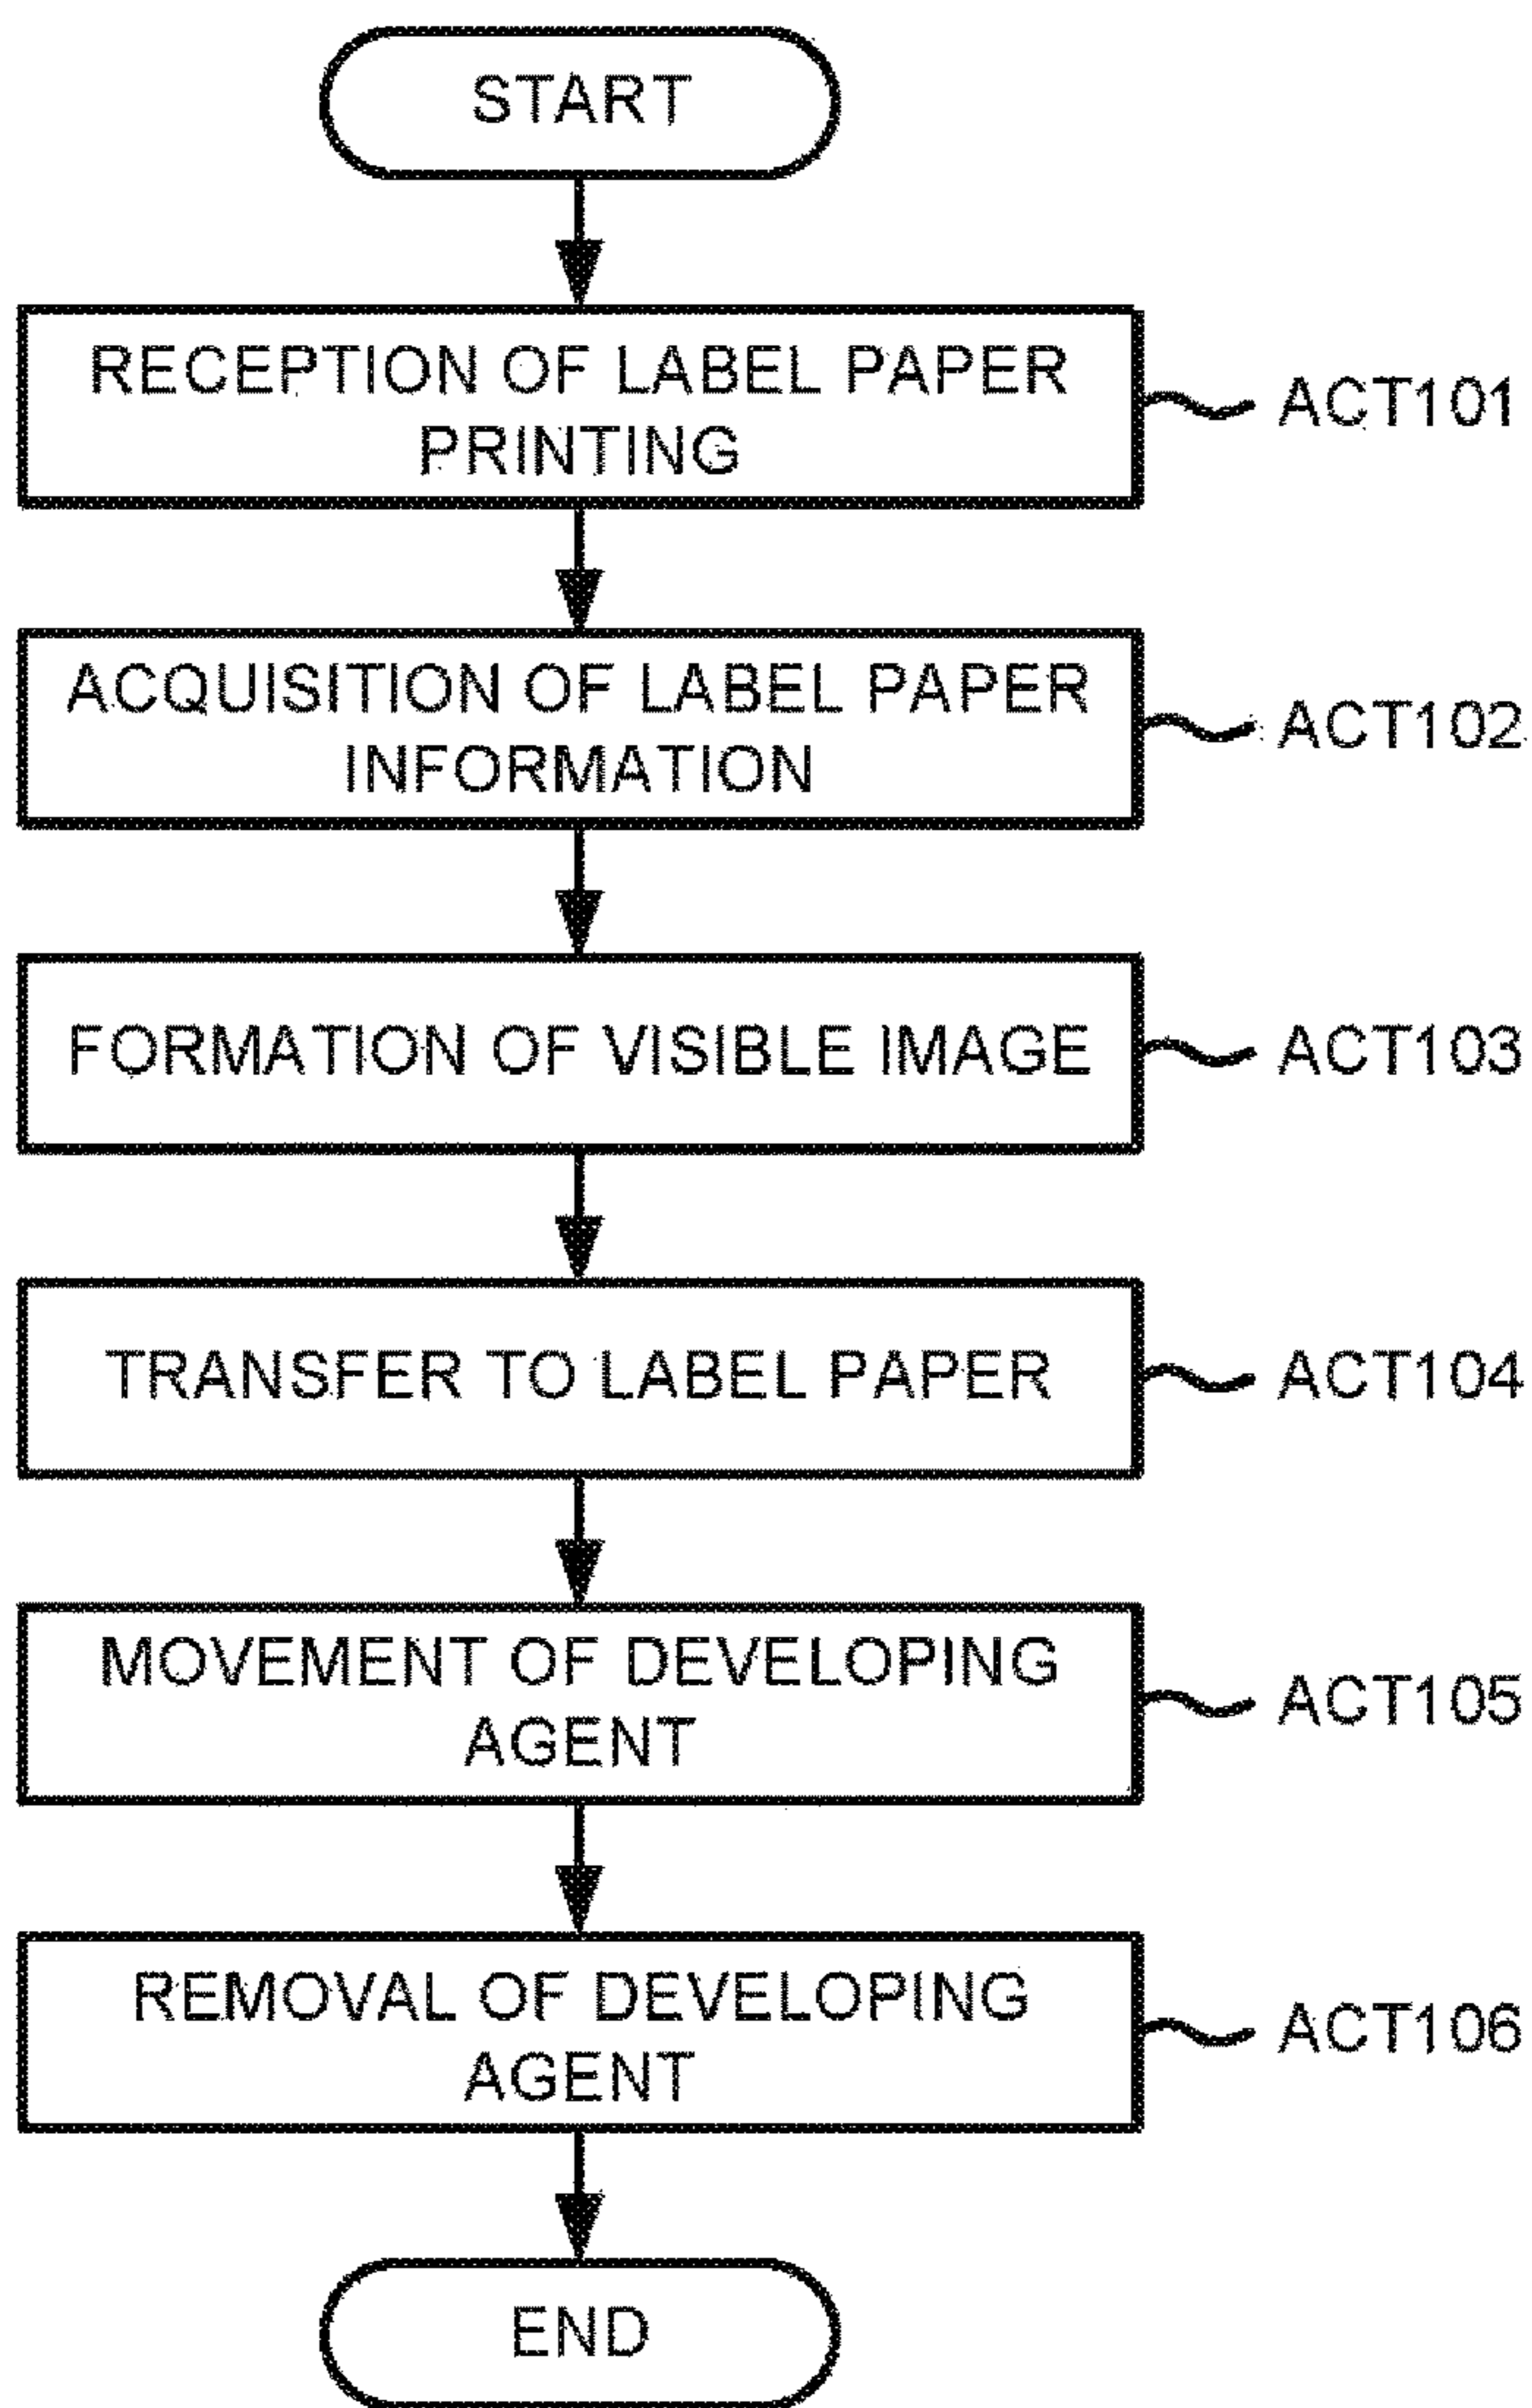 START
RECEPTION OF LABEL PAPER
PRINTING
ACT101
ACQUISITION OF LABEL PAPER
INFORMATION
ACT102
FORMATION OF VISIBLE IMAGE
ACT103
TRANSFER TO LABEL PAPER
ACT104
MOVEMENT OF DEVELOPING
AGENT
ACT105
REMOVAL OF DEVELOPING
AGENT
ACT106
END